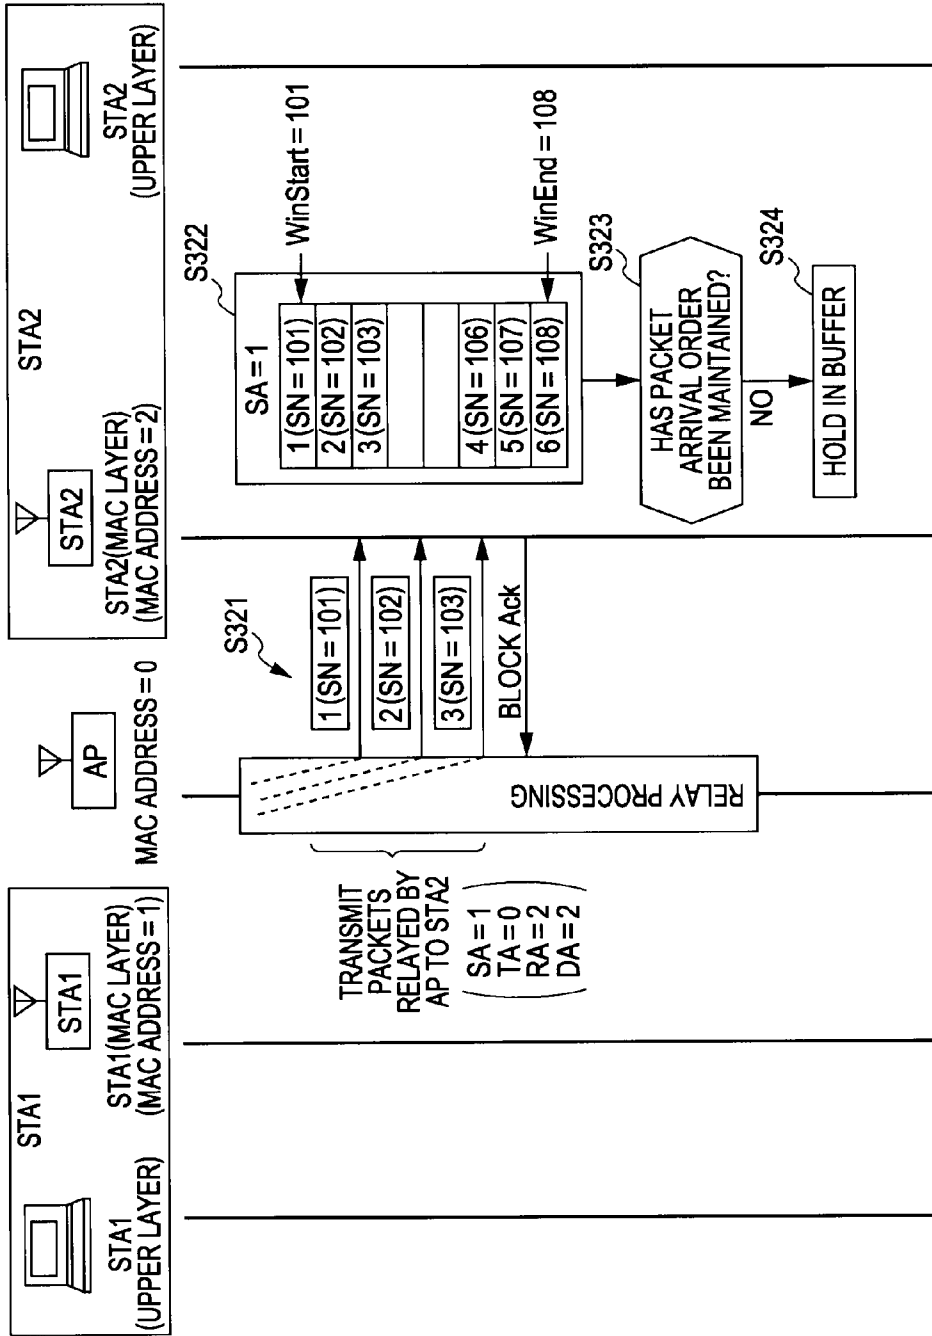 STA1
STA1
(UPPER LAYER)
STA1
STA1(MAC LAYER)
(MAC ADDRESS = 1)
AP
MAC ADDRESS = 0
STA2
STA2
STA2(MAC LAYER)
(MAC ADDRESS = 2)
STA2
(UPPER LAYER)
TRANSMIT
PACKETS
RELAYED BY
AP TO STA2
SA = 1
TA = 0
RA = 2
DA = 2
RELAY PROCESSING
S321
1 (SN = 101)
2 (SN = 102)
3 (SN = 103)
BLOCK Ack
S322
SA = 1
1 (SN = 101)
2 (SN = 102)
3 (SN = 103)
4 (SN = 106)
5 (SN = 107)
6 (SN = 108)
WinStart = 101
WinEnd = 108
S323
HAS PACKET
ARRIVAL ORDER
BEEN MAINTAINED?
NO
S324
HOLD IN BUFFER